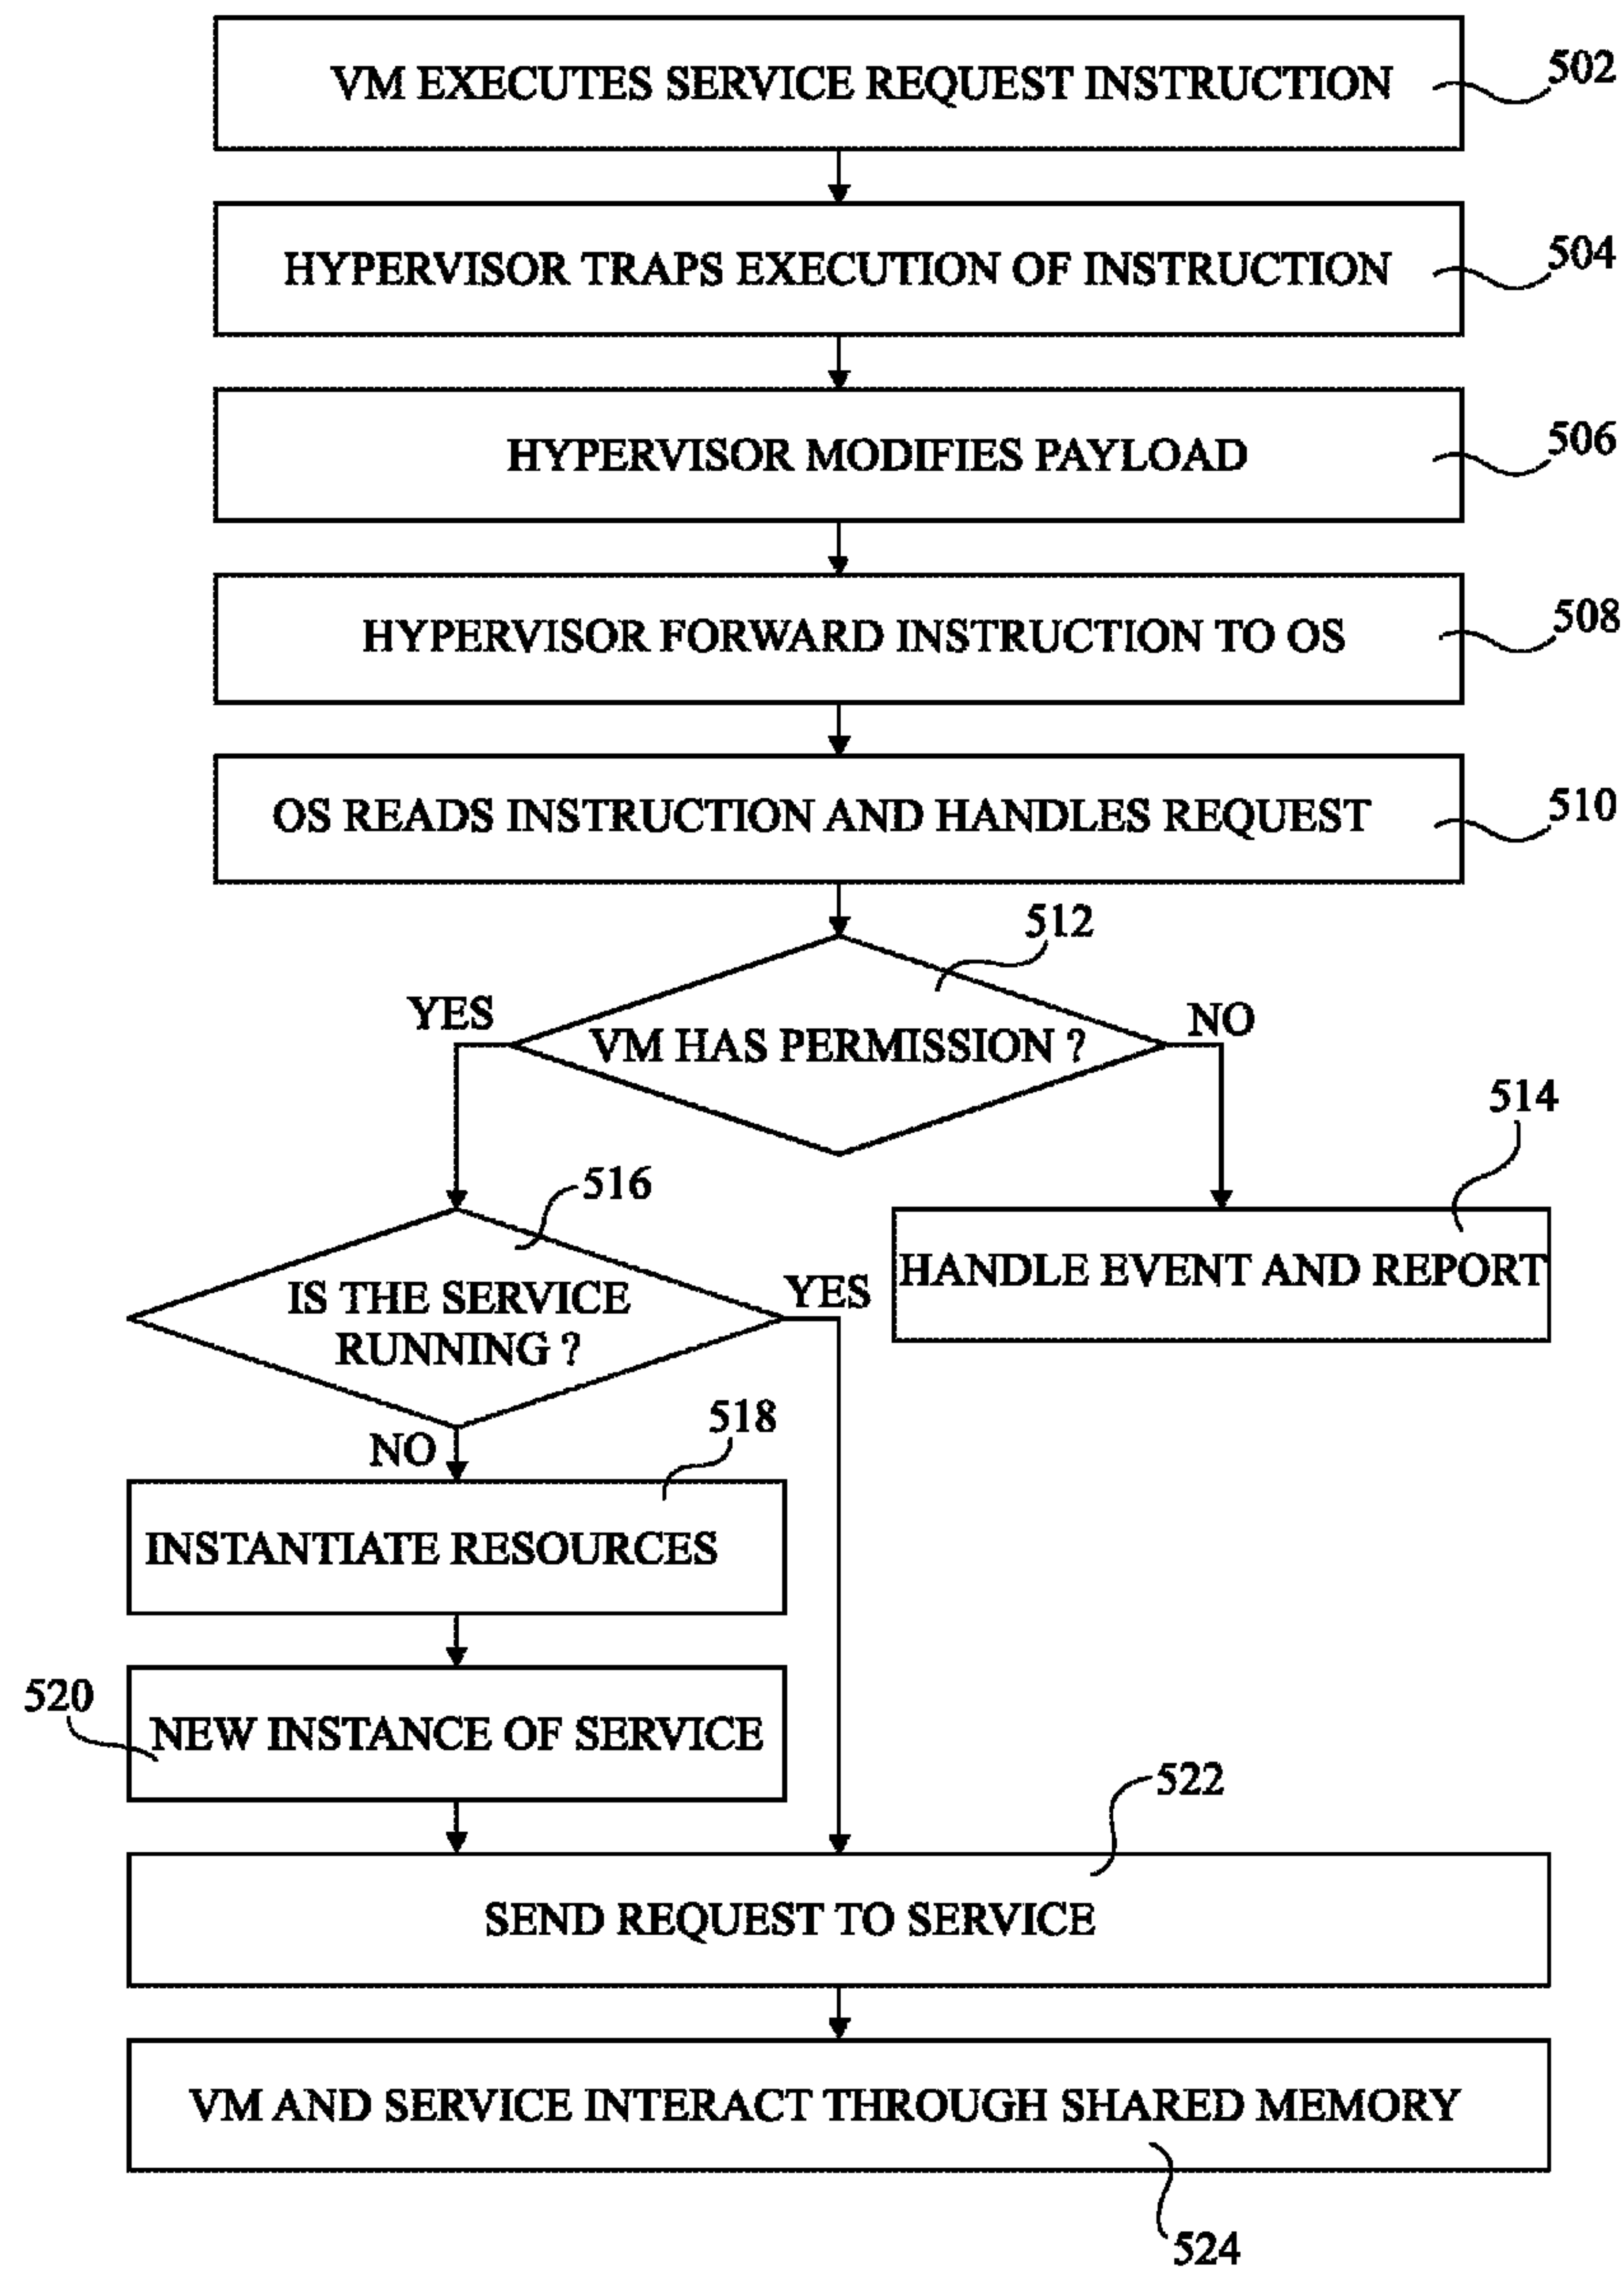 VM EXECUTES SERVICE REQUEST INSTRUCTION
502
HYPERVISOR TRAPS EXECUTION OF INSTRUCTION
504
HYPERVISOR MODIFIES PAYLOAD
506
HYPERVISOR FORWARD INSTRUCTION TO OS
508
OS READS INSTRUCTION AND HANDLES REQUEST
510
512
YES
VM HAS PERMISSION ?
NO
514
516
HANDLE EVENT AND REPORT
IS THE SERVICE
RUNNING ?
YES
NO
518
INSTANTIATE RESOURCES
520
NEW INSTANCE OF SERVICE
522
SEND REQUEST TO SERVICE
VM AND SERVICE INTERACT THROUGH SHARED MEMORY
524